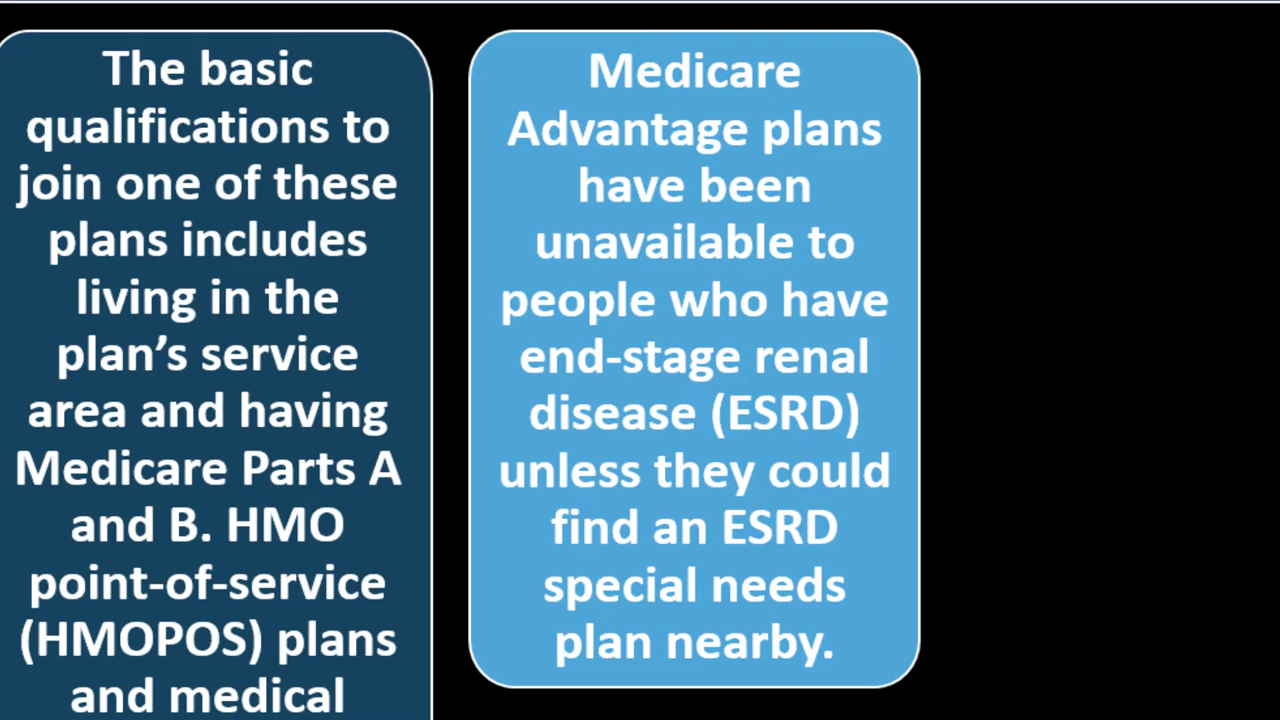 The basic
qualifications to
join one of these
plans includes
living in the
plan’s service
area and having
Medicare Parts A
and B. HMO
point-of-service
(HMOPOS) plans
and medical
Medicare
Advantage plans
have been
unavailable to
people who have
end-stage renal
disease (ESRD)
unless they could
find an ESRD
special needs
plan nearby.